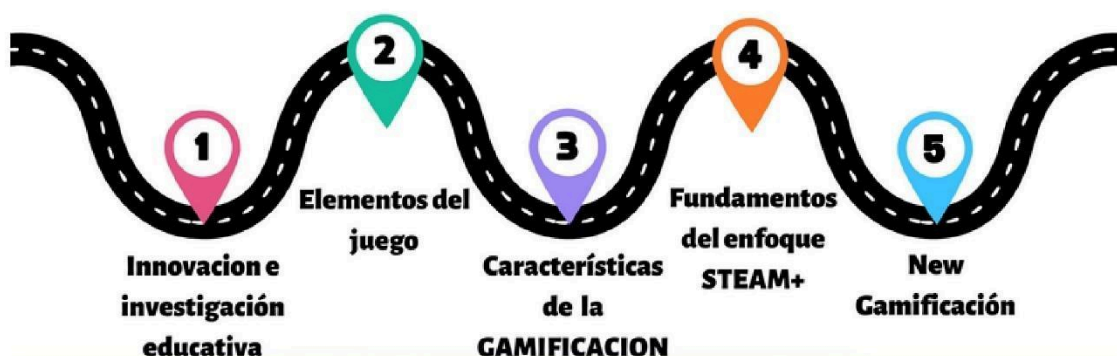 1
Innovacion e
investigación
educativa
2
Elementos del
juego
3
Características
de la
GAMIFICACION
4
Fundamentos
del enfoque
STEAM+
5
New
Gamificación